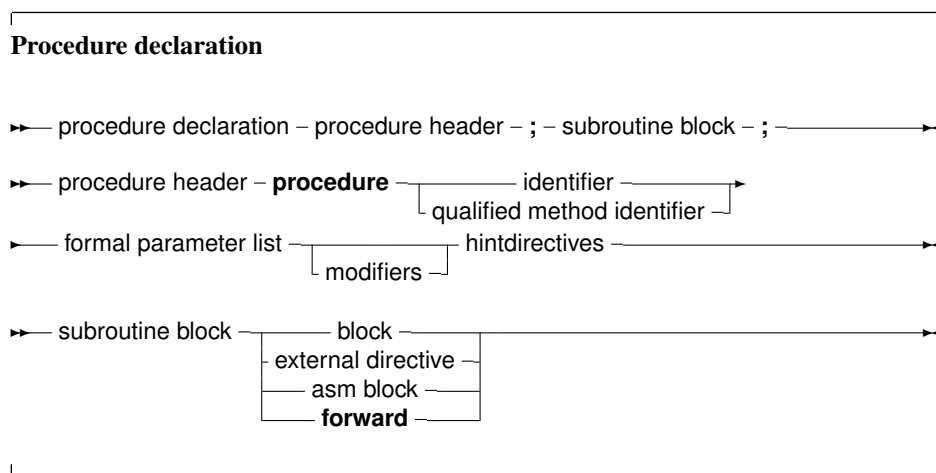 Procedure declaration
procedure declaration procedure header ; subroutine block ;
procedure header procedure identifier
qualified method identifier
formal parameter list hintdirectives
modifiers
subroutine block block
external directive
asm block
forward